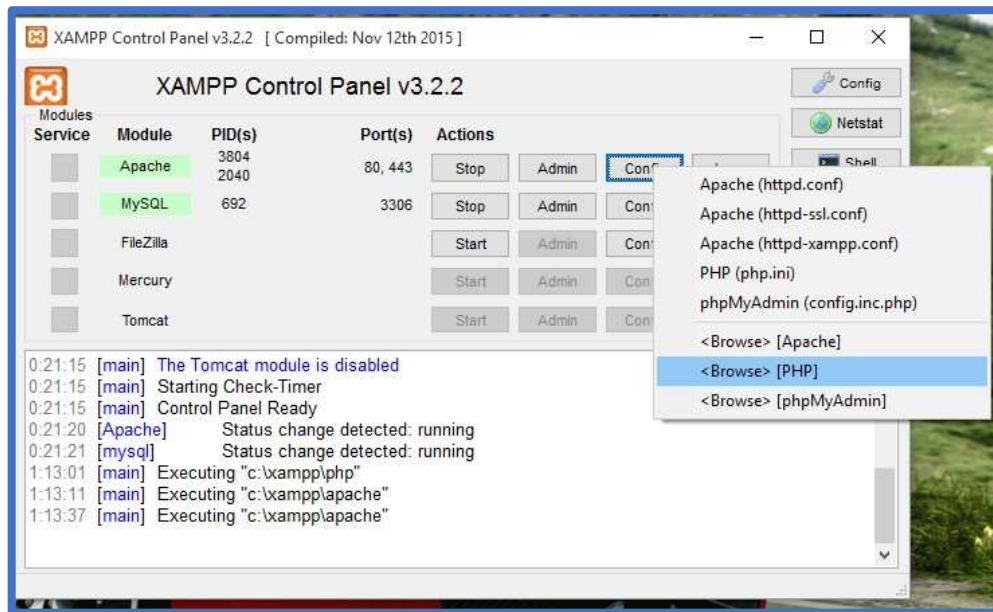 XAMPP Control Panel v3.2.2 [ Compiled: Nov 12th 2015 ]
XAMPP Control Panel v3.2.2
Config
Netstat
Shell
Modules
Service Module PID(s) Port(s) Actions
Apache 3804 2040 80, 443 Stop Admin
MySQL 692 3306 Stop Admin
FileZilla Start Admin
Mercury Start Admin
Tomcat Start Admin
Apache (httpd.conf)
Apache (httpd-ssl.conf)
Apache (httpd-xampp.conf)
PHP (php.ini)
phpMyAdmin (config.inc.php)
<Browse> [Apache]
<Browse> [PHP]
<Browse> [phpMyAdmin]
0:21:15 [main] The Tomcat module is disabled
0:21:15 [main] Starting Check-Timer
0:21:15 [main] Control Panel Ready
0:21:20 [Apache] Status change detected: running
0:21:21 [mysql] Status change detected: running
1:13:01 [main] Executing "c:\xampp\php"
1:13:11 [main] Executing "c:\xampp\apache"
1:13:37 [main] Executing "c:\xampp\apache"